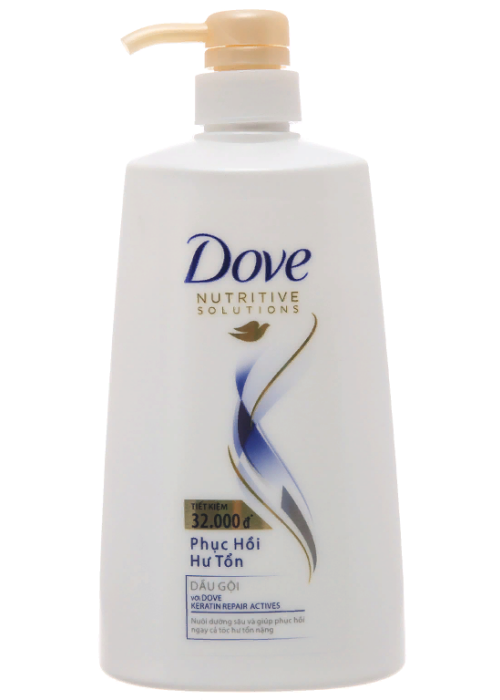 Dove
NUTRITIVE
SOLUTIONS
TIẾT KIỆM
32.000 đ
Phục Hồi
Hư Tổn
DẦU GỘI
với DOVE
KERATIN REPAIR ACTIVES
Nuôi dưỡng sâu và giúp phục hồi
ngay cả tóc hư tổn nặng